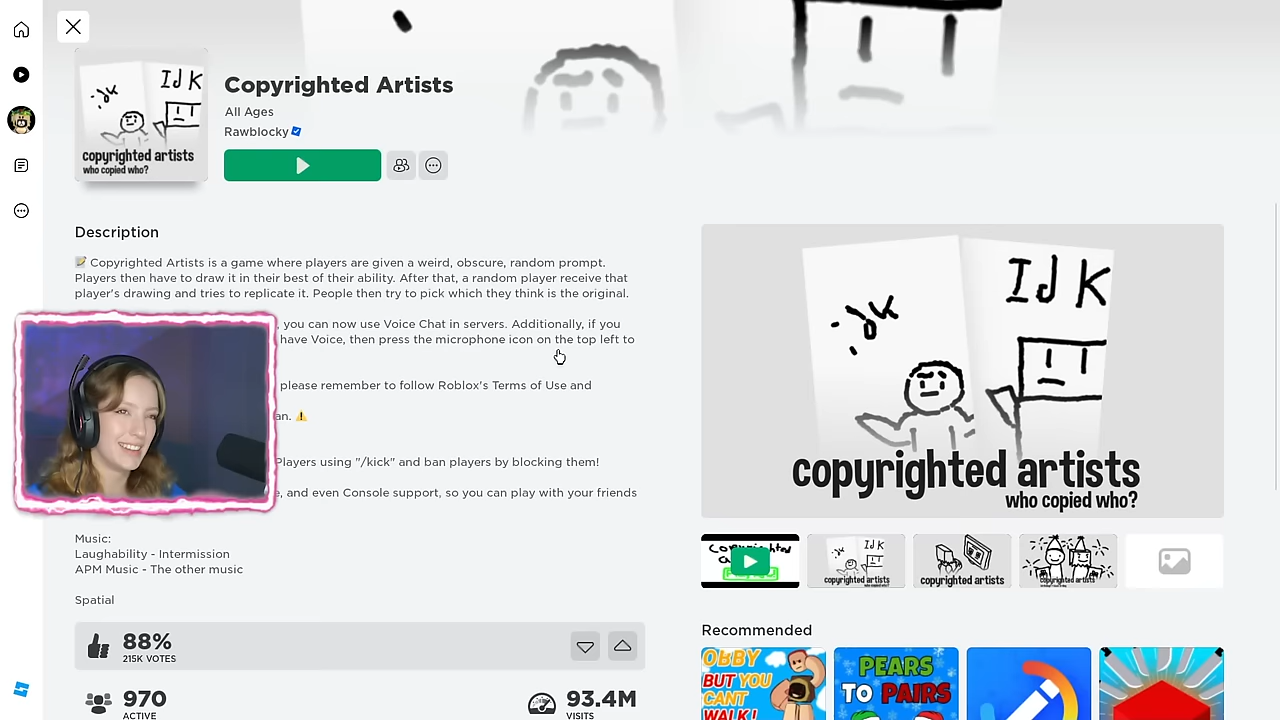 IJK
IJK
copyrighted artists
who copied who?
Copyrighted Artists
All Ages
Rawblocky
Description
📝 Copyrighted Artists is a game where players are given a weird, obscure, random prompt.
Players then have to draw it in their best of their ability. After that, a random player receive that
player's drawing and tries to replicate it. People then try to pick which they think is the original.
, you can now use Voice Chat in servers. Additionally, if you
have Voice, then press the microphone icon on the top left to
please remember to follow Roblox's Terms of Use and
an. ⚠️
Players using "/kick" and ban players by blocking them!
, and even Console support, so you can play with your friends
Music:
Laughability - Intermission
APM Music - The other music
Spatial
88%
215K VOTES
970
ACTIVE
93.4M
VISITS
:jk
IJK
copyrighted artists
who copied who?
Copyrighted
copyrighted artists
copyrighted artists
copyrighted artists
Recommended
OBBY
BUT YOU
CANT
WALK!
PEARS
TO PAIRS